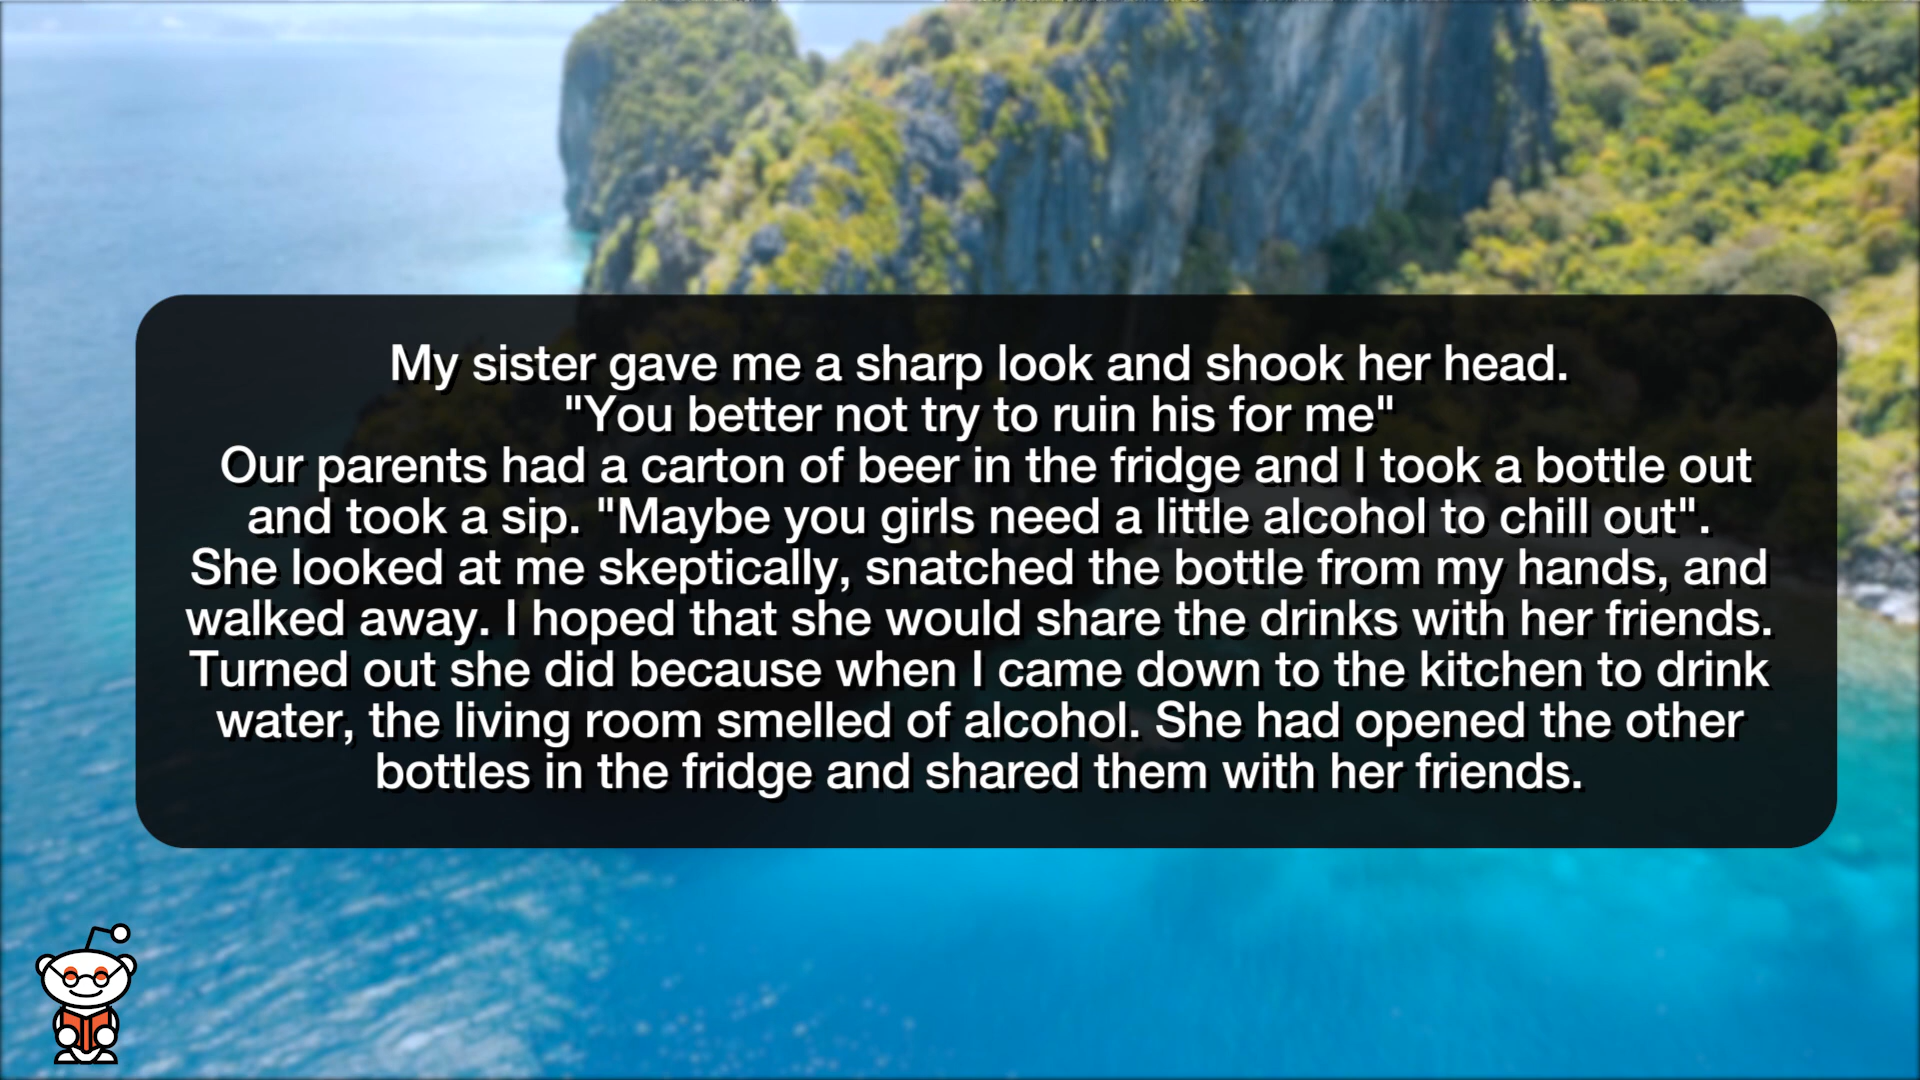 My sister gave me a sharp look and shook her head.
"You better not try to ruin his for me"
Our parents had a carton of beer in the fridge and I took a bottle out
and took a sip. "Maybe you girls need a little alcohol to chill out".
She looked at me skeptically, snatched the bottle from my hands, and
walked away. I hoped that she would share the drinks with her friends.
Turned out she did because when I came down to the kitchen to drink
water, the living room smelled of alcohol. She had opened the other
bottles in the fridge and shared them with her friends.